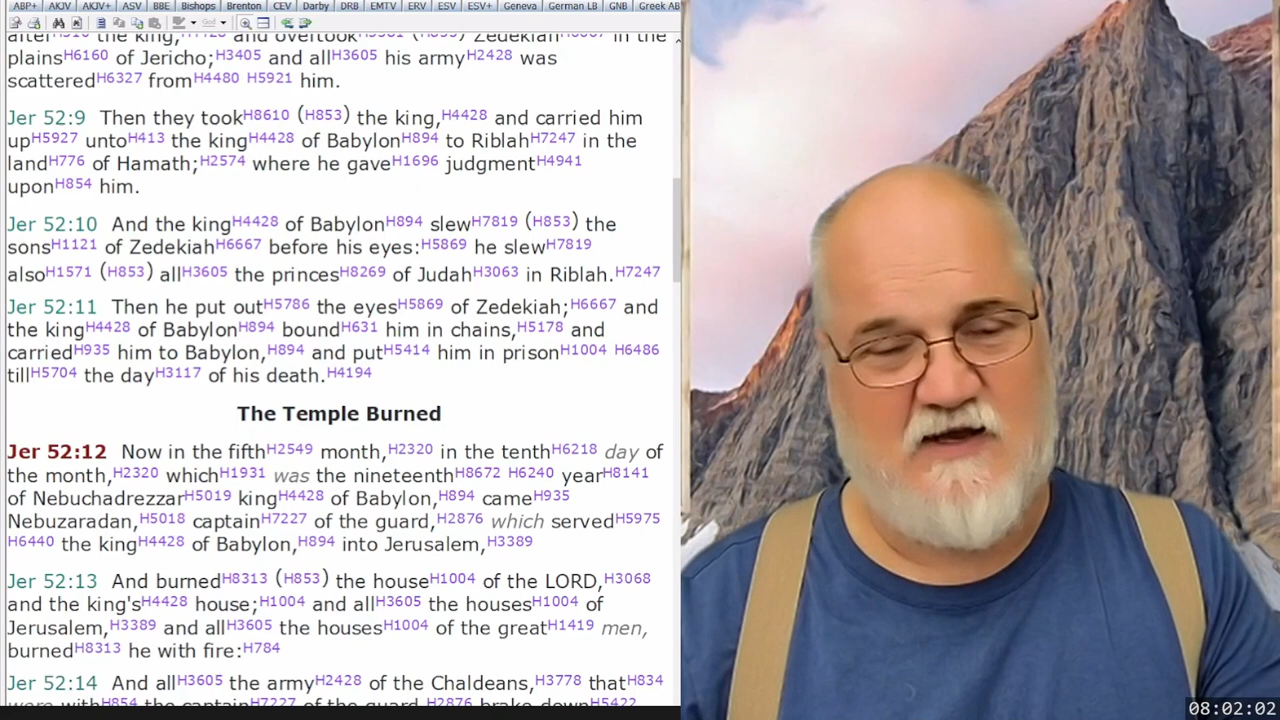 ABP+ AKJV AKJV+ ASV BBE Bishops Brenton CEV Darby DRB EMTV ERV ESV ESV+ Geneva German LB GNB Greek AB
after the king, and overtook (H853) Zedekiah in the
plainsH6160 of Jericho;H3405 and allH3605 his armyH2428 was
scatteredH6327 fromH4480 H5921 him.
Jer 52:9 Then they tookH8610 (H853) the king,H4428 and carried him
upH5927 untoH413 the kingH4428 of BabylonH894 to RiblahH7247 in the
landH776 of Hamath;H2574 where he gaveH1696 judgmentH4941
uponH854 him.
Jer 52:10 And the kingH4428 of BabylonH894 slewH7819 (H853) the
sonsH1121 of ZedekiahH6667 before his eyes:H5869 he slewH7819
alsoH1571 (H853) allH3605 the princesH8269 of JudahH3063 in Riblah.H7247
Jer 52:11 Then he put outH5786 the eyesH5869 of Zedekiah;H6667 and
the kingH4428 of BabylonH894 boundH631 him in chains,H5178 and
carriedH935 him to Babylon,H894 and putH5414 him in prisonH1004 H6486
tillH5704 the dayH3117 of his death.H4194
The Temple Burned
Jer 52:12 Now in the fifthH2549 month,H2320 in the tenthH6218 day of
the month,H2320 whichH1931 was the nineteenthH8672 H6240 yearH8141
of NebuchadrezzarH5019 kingH4428 of Babylon,H894 cameH935
Nebuzaradan,H5018 captainH7227 of the guard,H2876 which servedH5975
H6440 the kingH4428 of Babylon,H894 into Jerusalem,H3389
Jer 52:13 And burnedH8313 (H853) the houseH1004 of the LORD,H3068
and the king'sH4428 house;H1004 and allH3605 the housesH1004 of
Jerusalem,H3389 and allH3605 the housesH1004 of the greatH1419 men,
burnedH8313 he with fire:H784
Jer 52:14 And allH3605 the armyH2428 of the Chaldeans,H3778 thatH834
were withH854 the captainH7227 of the guard,H2876 brake downH5422
08:02:02